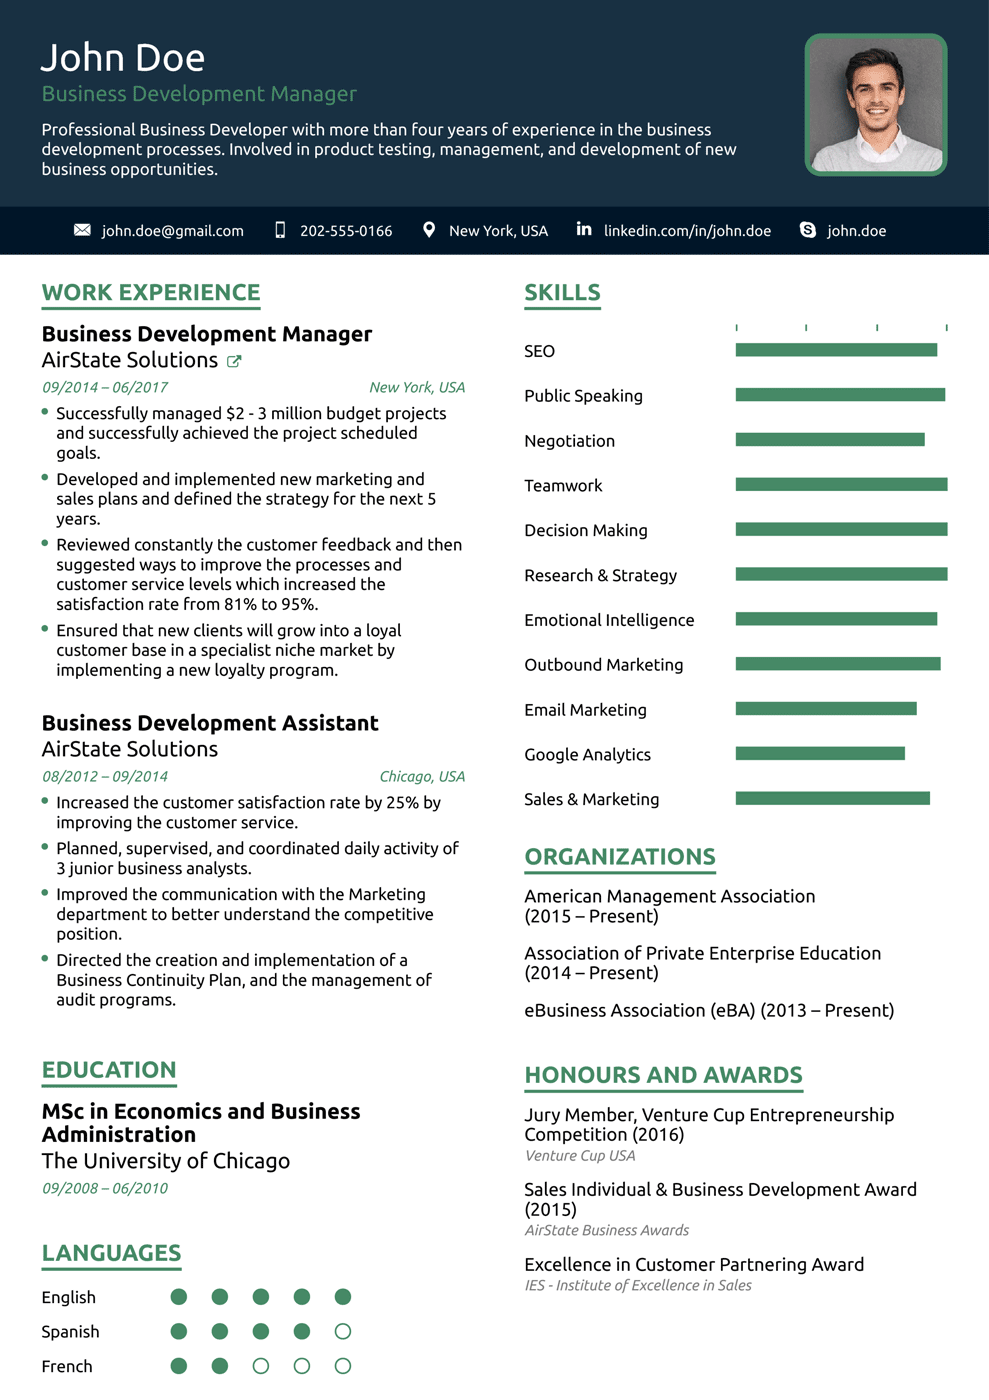 John Doe
Business Development Manager
Professional Business Developer with more than four years of experience in the business
development processes. Involved in product testing, management, and development of new
business opportunities.
john.doe@gmail.com
202-555-0166
New York, USA
linkedin.com/in/john.doe
john.doe
WORK EXPERIENCE
Business Development Manager
AirState Solutions
09/2014 – 06/2017
New York, USA
Successfully managed $2 - 3 million budget projects
and successfully achieved the project scheduled
goals.
Developed and implemented new marketing and
sales plans and defined the strategy for the next 5
years.
Reviewed constantly the customer feedback and then
suggested ways to improve the processes and
customer service levels which increased the
satisfaction rate from 81% to 95%.
Ensured that new clients will grow into a loyal
customer base in a specialist niche market by
implementing a new loyalty program.
Business Development Assistant
AirState Solutions
08/2012 – 09/2014
Chicago, USA
Increased the customer satisfaction rate by 25% by
improving the customer service.
Planned, supervised, and coordinated daily activity of
3 junior business analysts.
Improved the communication with the Marketing
department to better understand the competitive
position.
Directed the creation and implementation of a
Business Continuity Plan, and the management of
audit programs.
EDUCATION
MSc in Economics and Business
Administration
The University of Chicago
09/2008 – 06/2010
LANGUAGES
English
Spanish
French
SKILLS
SEO
Public Speaking
Negotiation
Teamwork
Decision Making
Research & Strategy
Emotional Intelligence
Outbound Marketing
Email Marketing
Google Analytics
Sales & Marketing
ORGANIZATIONS
American Management Association
(2015 – Present)
Association of Private Enterprise Education
(2014 – Present)
eBusiness Association (eBA) (2013 – Present)
HONOURS AND AWARDS
Jury Member, Venture Cup Entrepreneurship
Competition (2016)
Venture Cup USA
Sales Individual & Business Development Award
(2015)
AirState Business Awards
Excellence in Customer Partnering Award
IES - Institute of Excellence in Sales